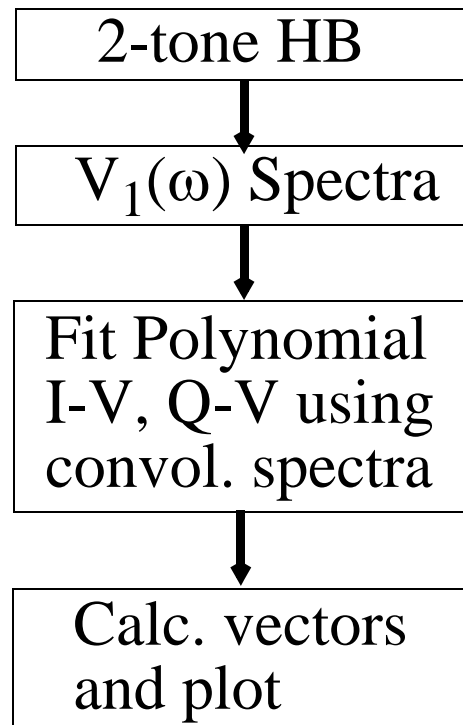 2-tone HB
V₁(ω) Spectra
Fit Polynomial
I-V, Q-V using
convol. spectra
Calc. vectors
and plot